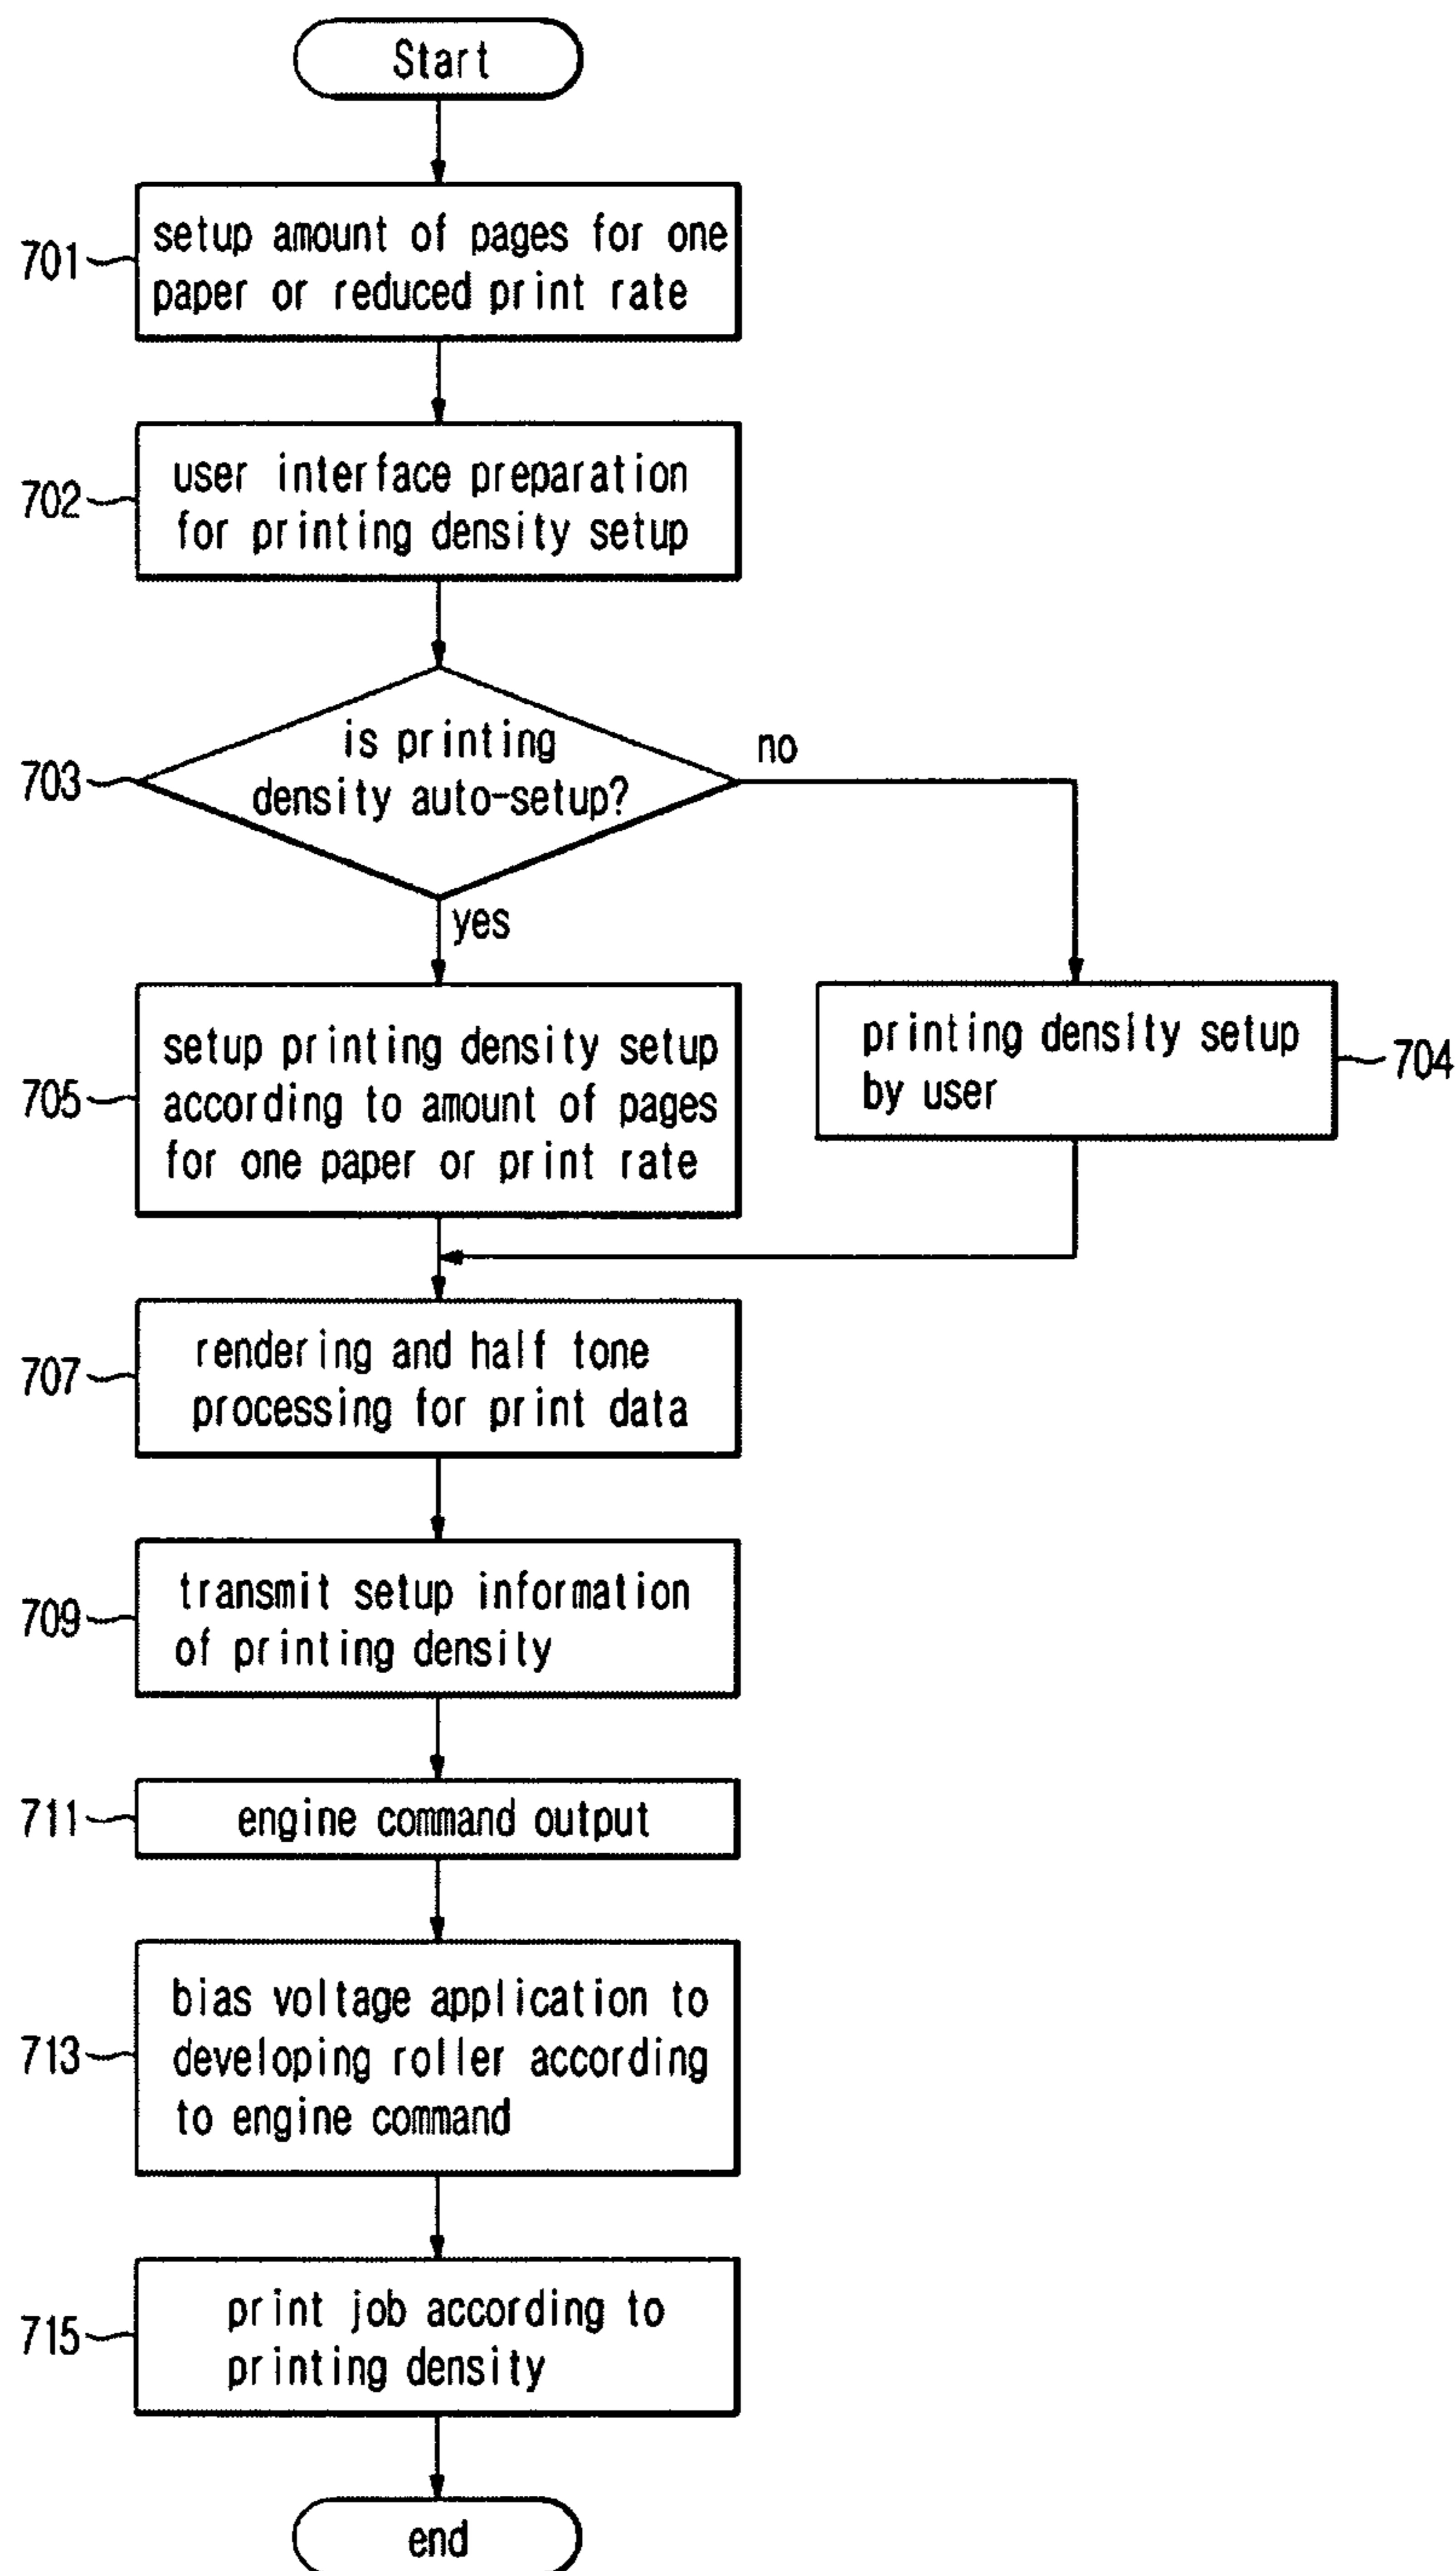 Start
701
setup amount of pages for one
paper or reduced print rate
702
user interface preparation
for printing density setup
703
is printing
density auto-setup?
no
yes
705
setup printing density setup
according to amount of pages
for one paper or print rate
printing density setup
by user
704
707
rendering and half tone
processing for print data
709
transmit setup information
of printing density
711
engine command output
713
bias voltage application to
developing roller according
to engine command
715
print job according to
printing density
end